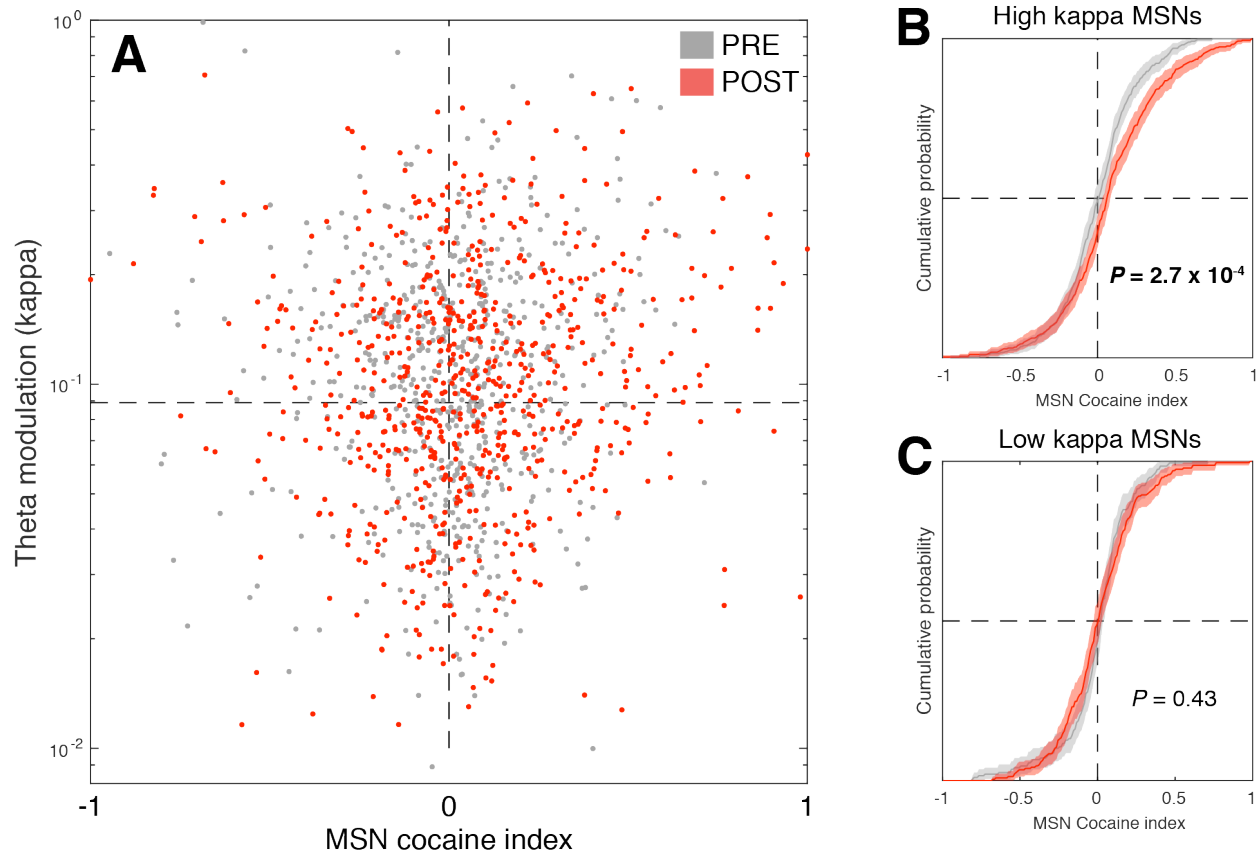 A
PRE
POST
10^0
10^-1
10^-2
Theta modulation (kappa)
-1
0
1
MSN cocaine index
B
High kappa MSNs
Cumulative probability
P = 2.7 x 10^-4
-1
-0.5
0
0.5
1
MSN Cocaine index
C
Low kappa MSNs
Cumulative probability
P = 0.43
-1
-0.5
0
0.5
1
MSN Cocaine index